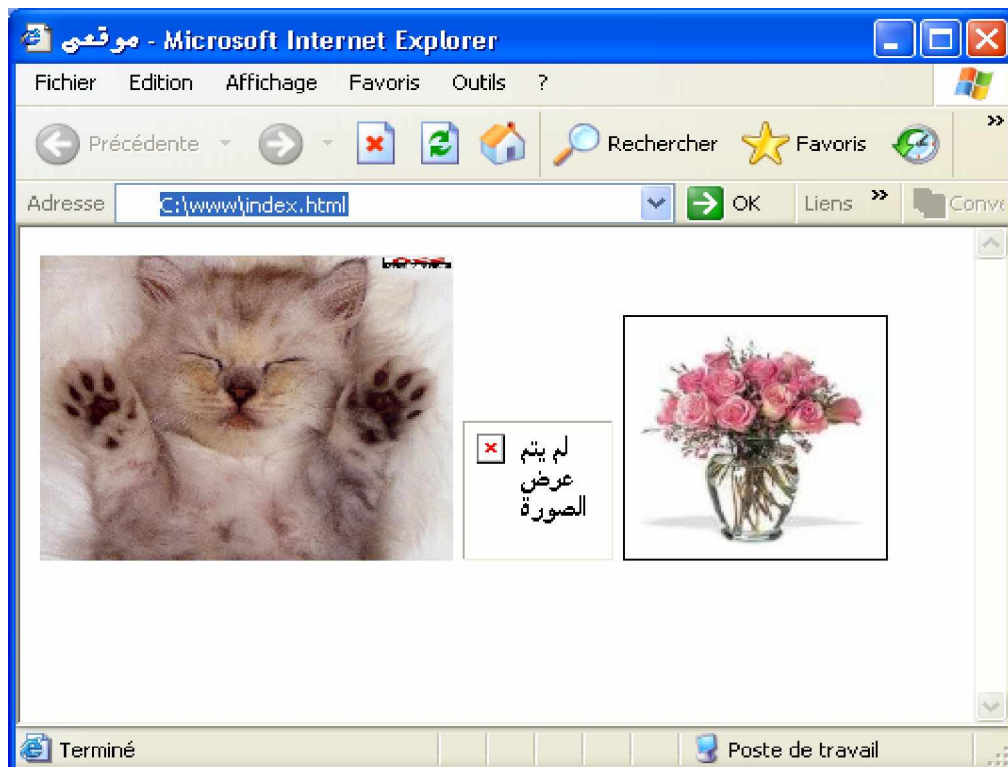 موقعي - Microsoft Internet Explorer
Fichier Edition Affichage Favoris Outils ?
Précédente Rechercher Favoris »
Adresse C:\www\index.html OK Liens »
لم يتم
عرض
الصورة
Terminé Poste de travail